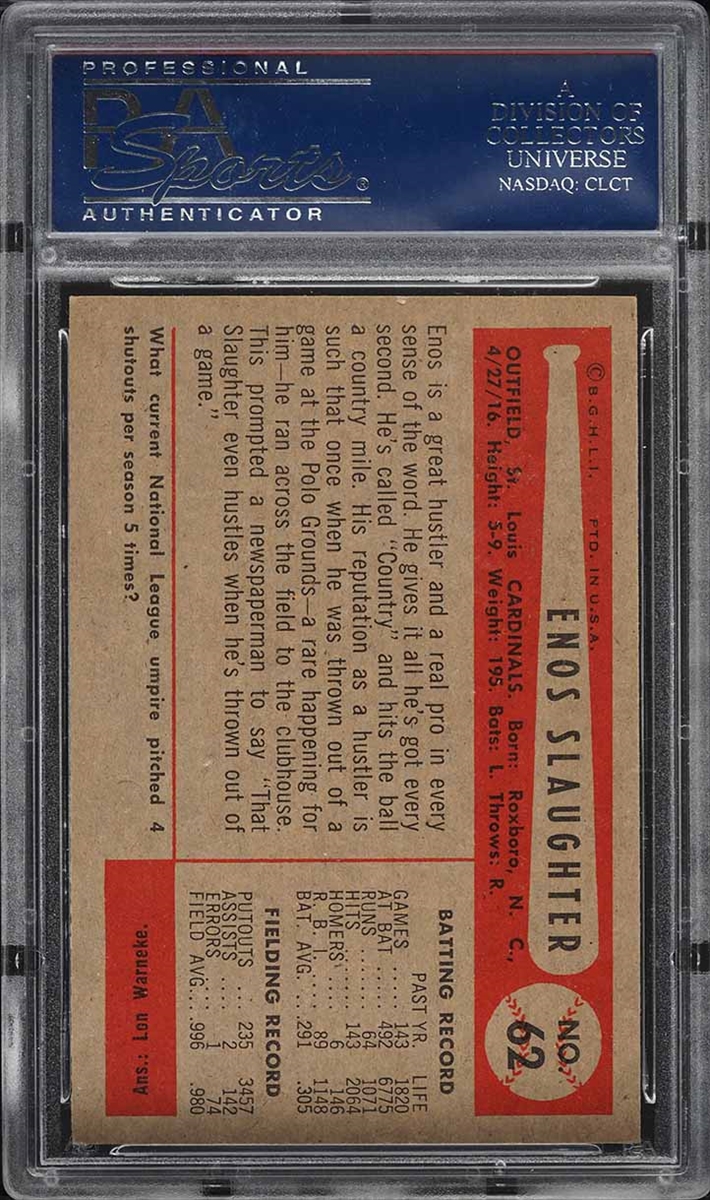 PROFESSIONAL
PSA
Sports®
AUTHENTICATOR
A
DIVISION OF
COLLECTORS
UNIVERSE
NASDAQ: CLCT
© B.G.H.L.I. PTD. IN U.S.A.
ENOS SLAUGHTER
NO.
62
OUTFIELD, St. Louis CARDINALS. Born: Roxboro, N. C.,
4/27/16. Height: 5-9. Weight: 195. Bats: L. Throws: R.
Enos is a great hustler and a real pro in every
sense of the word. He gives it all he's got every
second. He's called "Country" and hits the ball
a country mile. His reputation as a hustler is
such that once when he was thrown out of a
game at the Polo Grounds—a rare happening for
him—he ran across the field to the clubhouse.
This prompted a newspaperman to say "That
Slaughter even hustles when he's thrown out of
a game."
What current National League umpire pitched 4
shutouts per season 5 times?
BATTING RECORD
PAST YR. LIFE
GAMES ..... 143 1820
AT BAT .... 492 6775
RUNS ...... 64 1071
HITS ....... 143 2064
HOMERS .... 6 146
R. B. I. .... 89 1148
BAT. AVG. .. .291 .305
FIELDING RECORD
PUTOUTS .. 235 3457
ASSISTS .... 2 142
ERRORS .... 1 74
FIELD AVG... .996 .980
Ans.: Lon Warneke.